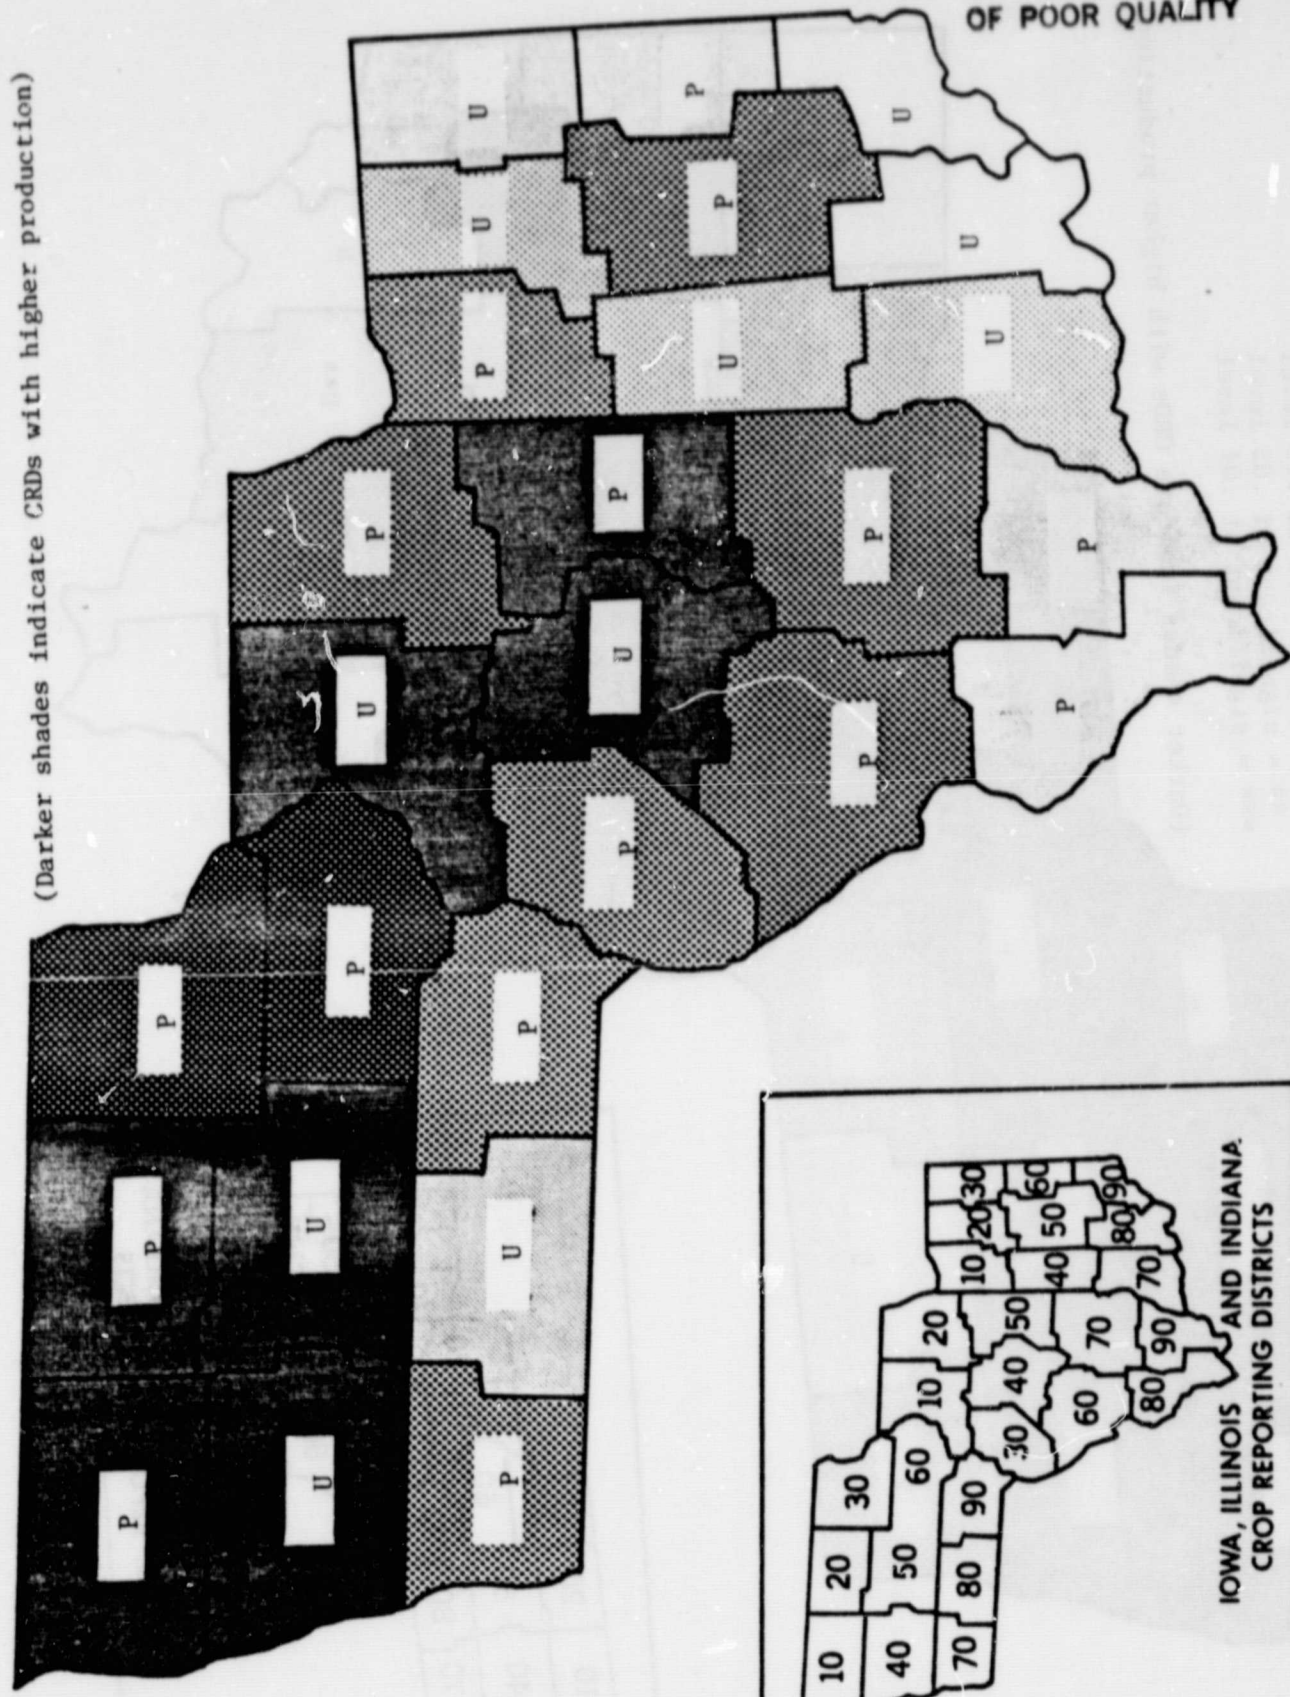 OF POOR QUALITY
(Darker shades indicate CRDs with higher production)
U
P
U
U
P
U
P
U
U
P
P
P
P
U
U
P
P
P
P
P
P
P
U
U
P
U
P
30
60
90
20
50
80
10
40
70
20
50
70
90
10
40
30
60
80
30
60
90
20
50
80
10
40
70
IOWA, ILLINOIS AND INDIANA
CROP REPORTING DISTRICTS